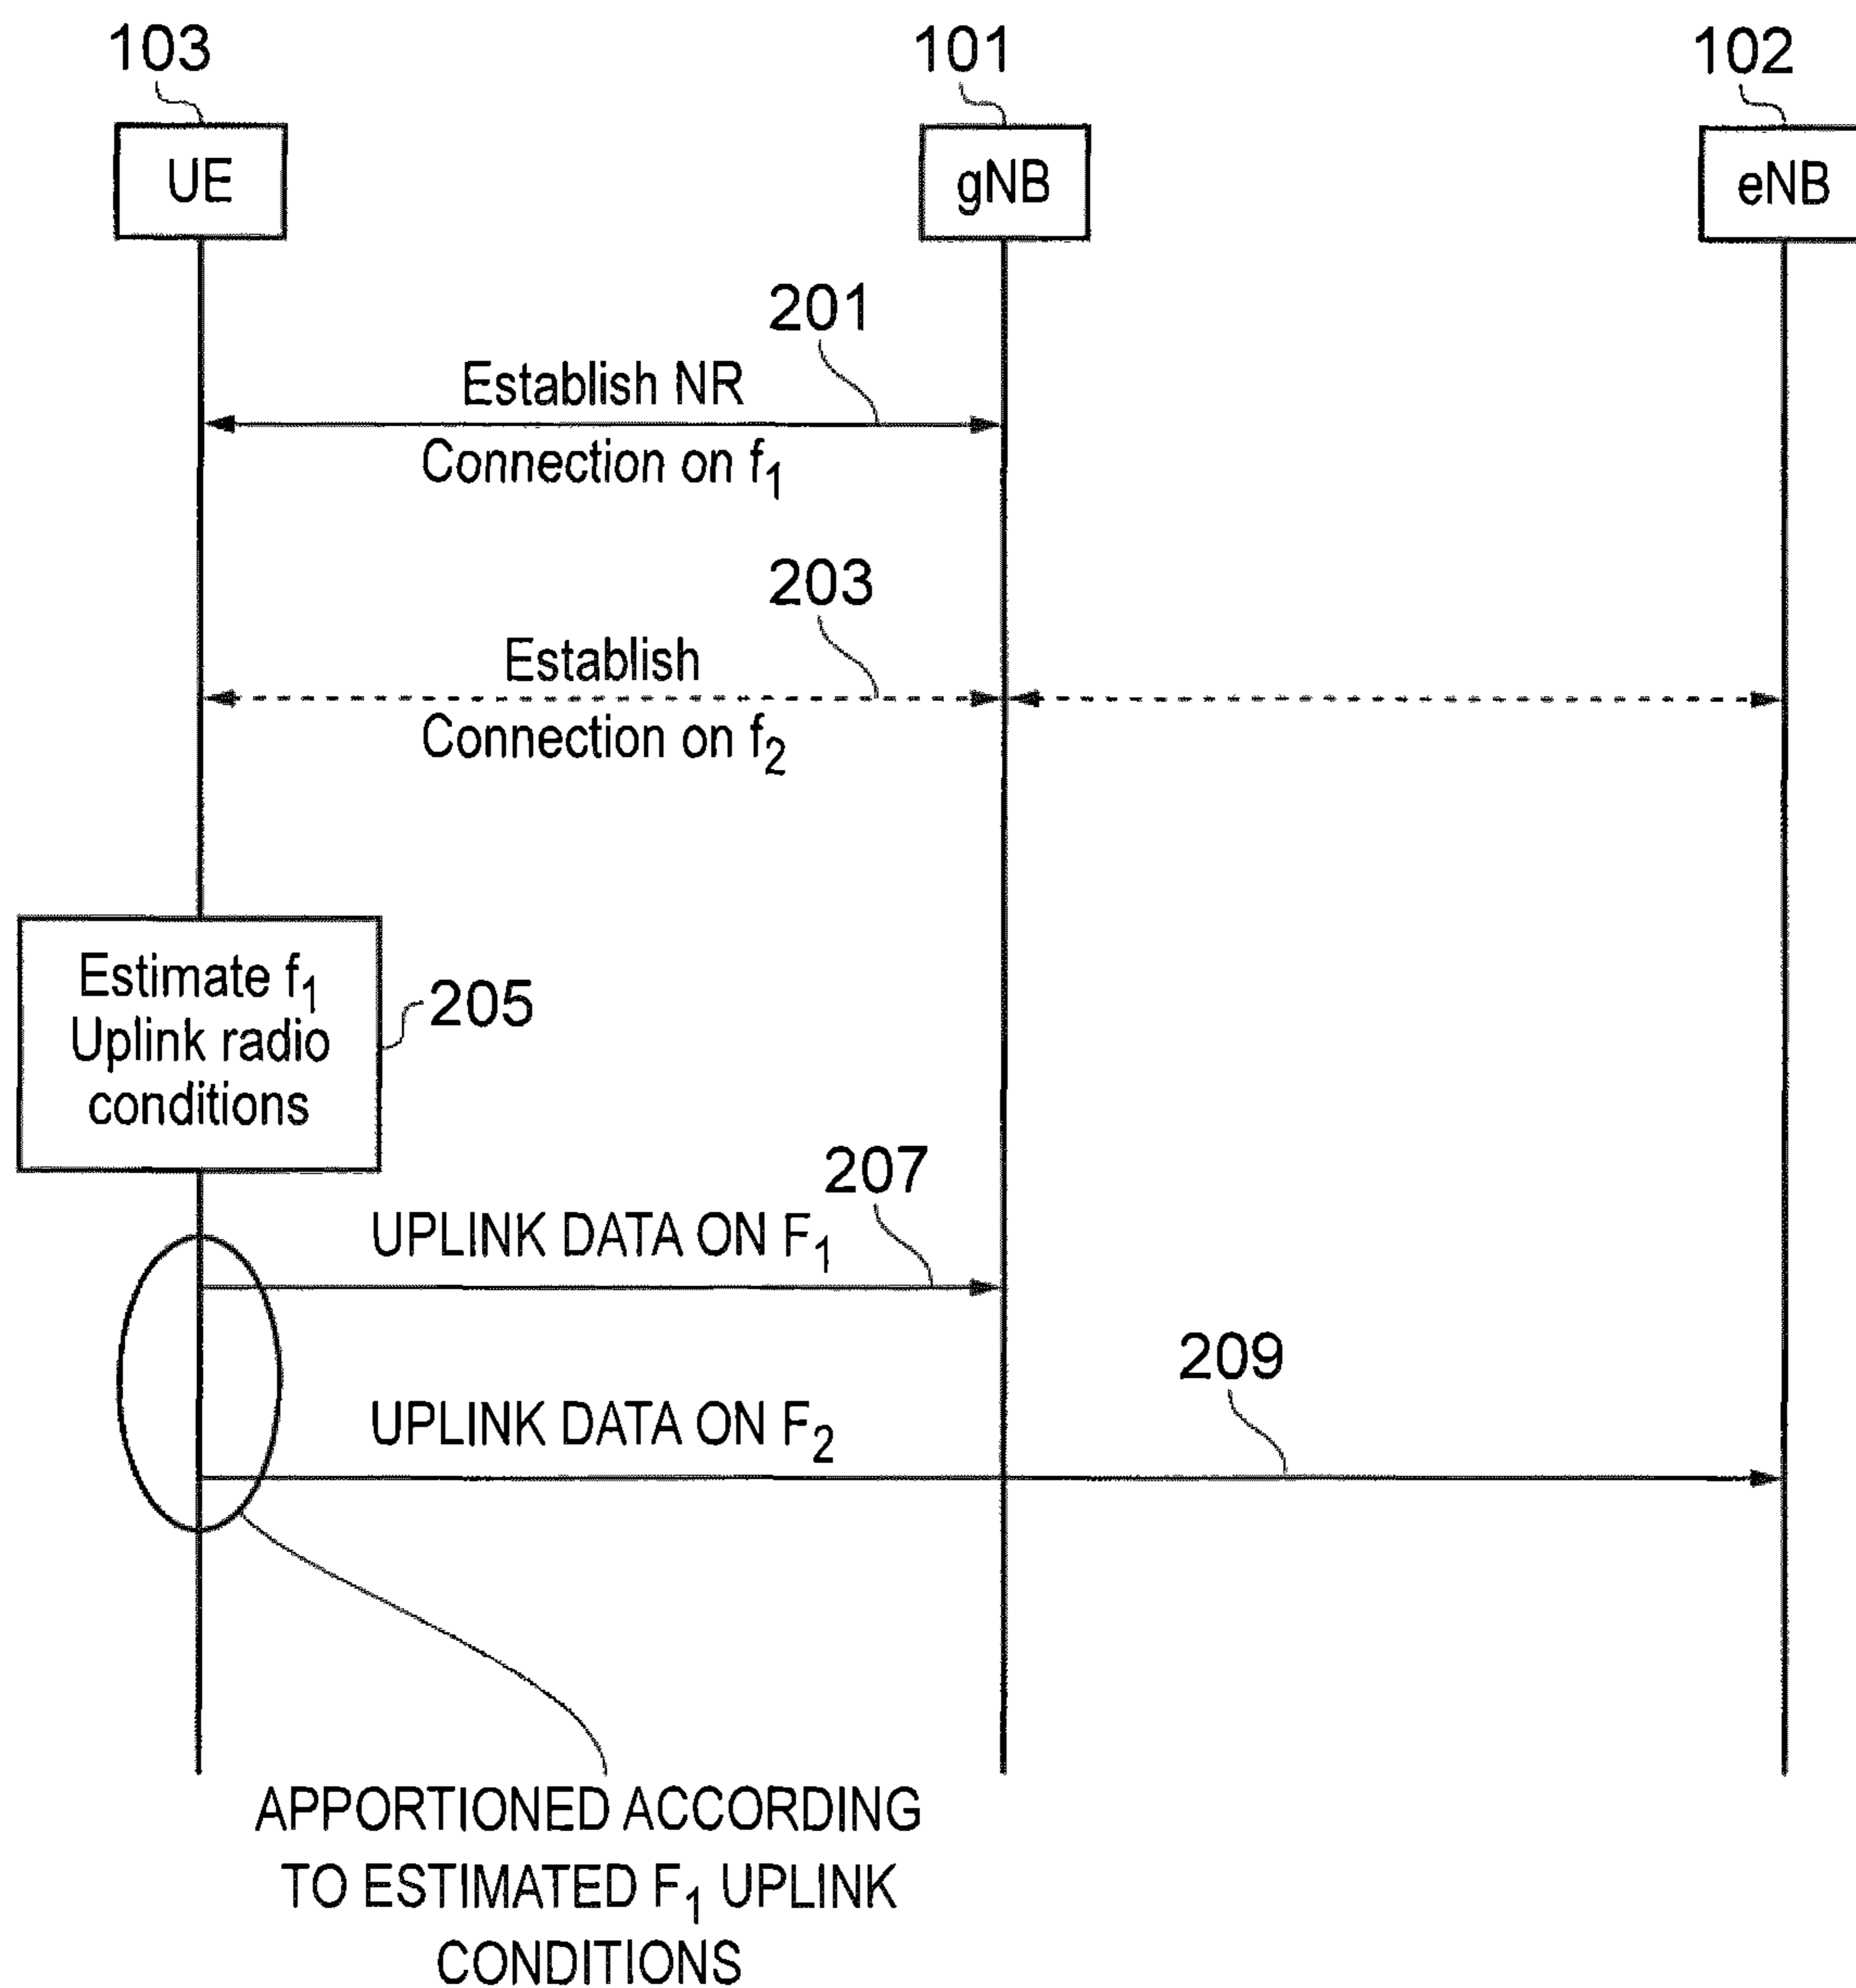 103
101
102
UE
gNB
eNB
201
Establish NR
Connection on f₁
203
Establish
Connection on f₂
Estimate f₁
Uplink radio
conditions
205
207
UPLINK DATA ON F₁
209
UPLINK DATA ON F₂
APPORTIONED ACCORDING
TO ESTIMATED F₁ UPLINK
CONDITIONS